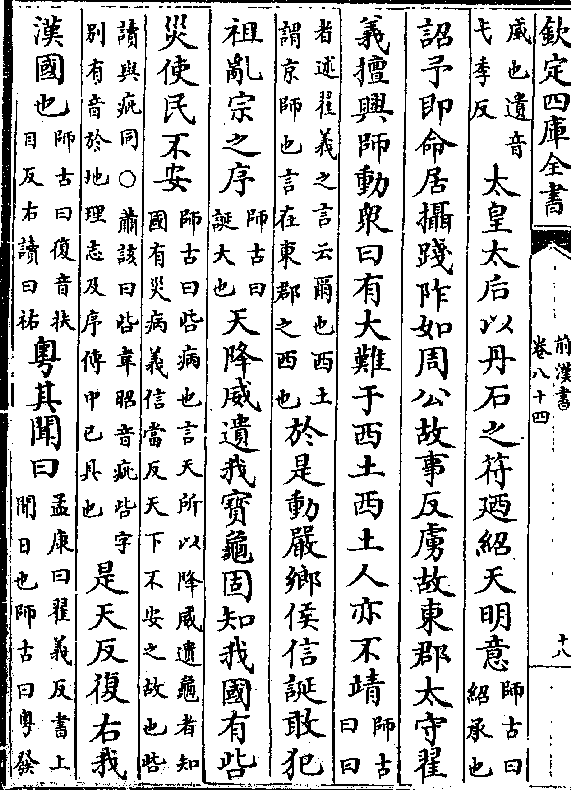 欽定四庫全書
前漢書
卷八十四
十八
威也遺音
弋季反
太皇太后以丹石之符廼紹天明意
師古曰
紹承也
詔予即命居攝踐阼如周公故事反虜故東郡太守翟
義擅興師動衆曰有大難于西土西土人亦不靖
師古
曰曰
者述翟義之言云爾也西土
謂京師也言在東郡之西也
於是動嚴鄉侯信誕敢犯
祖亂宗之序
師古曰
誕大也
天降威遺我寶龜固知我國有呰
災使民不安
師古曰呰病也言天所以降威遺龜者知
國有災病義信當反天下不安之故也呰
讀與疵同○蕭該曰呰韋昭音疵呰字
別有音於地理志及序傳中已具也
是天反復右我
漢國也
師古曰復音扶
目反右讀曰祐
粤其聞曰
孟康曰翟義反書上
聞日也師古曰粤發